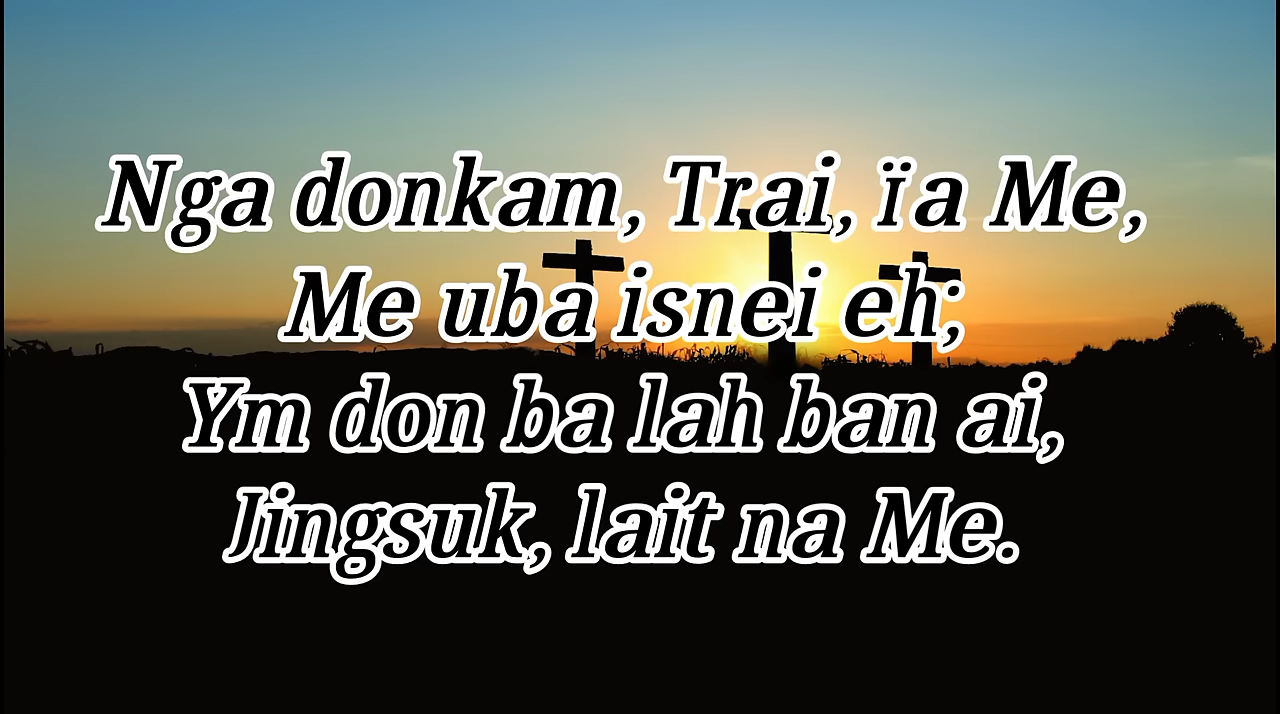 Nga donkam, Trai, ïa Me,
Me uba isnei eh;
Ym don ba lah ban ai,
Jingsuk, lait na Me.